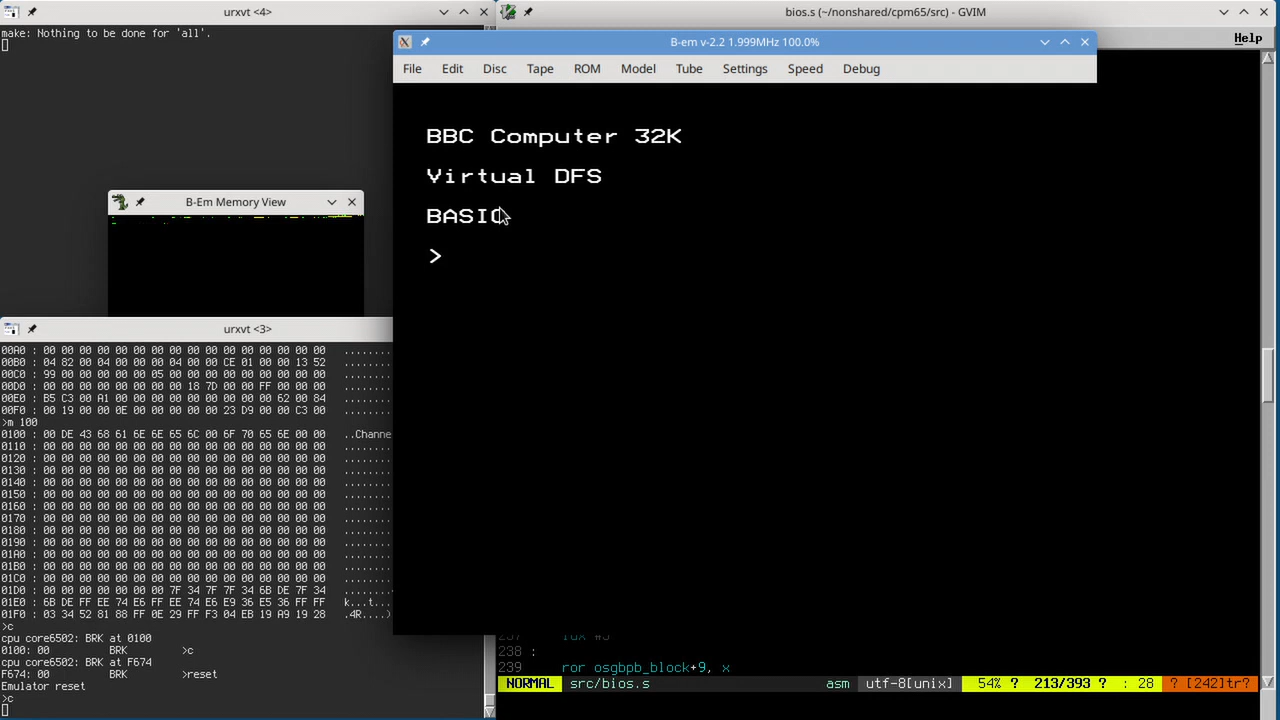 urxvt <4>
bios.s (~/nonshared/cpm65/src) - GVIM
make: Nothing to be done for 'all'.
Help
B-em v-2.2 1.999MHz 100.0%
File Edit Disc Tape ROM Model Tube Settings Speed Debug
BBC Computer 32K
Virtual DFS
BASIC
>
B-Em Memory View
urxvt <3>
00A0 : 00 00 00 00 00 00 00 00 00 00 00 00 00 00 00 00 ........
00B0 : 04 82 00 04 00 00 00 04 00 00 CE 01 00 00 13 52
00C0 : 99 00 00 00 00 00 05 00 00 00 00 00 00 00 00 00
00D0 : 00 00 00 00 00 00 00 00 18 7D 00 00 FF 00 00 00
00E0 : B5 C3 00 A1 00 00 00 00 00 00 00 00 00 62 00 84
00F0 : 00 19 00 00 0E 00 00 00 00 00 23 D9 00 00 C3 00
>m 100
0100 : 00 DE 43 68 61 6E 6E 65 6C 00 6F 70 65 6E 00 00 ..Channe
0110 : 00 00 00 00 00 00 00 00 00 00 00 00 00 00 00 00 ........
0120 : 00 00 00 00 00 00 00 00 00 00 00 00 00 00 00 00 ........
0130 : 00 00 00 00 00 00 00 00 00 00 00 00 00 00 00 00 ........
0140 : 00 00 00 00 00 00 00 00 00 00 00 00 00 00 00 00 ........
0150 : 00 00 00 00 00 00 00 00 00 00 00 00 00 00 00 00 ........
0160 : 00 00 00 00 00 00 00 00 00 00 00 00 00 00 00 00 ........
0170 : 00 00 00 00 00 00 00 00 00 00 00 00 00 00 00 00 ........
0180 : 00 00 00 00 00 00 00 00 00 00 00 00 00 00 00 00 ........
0190 : 00 00 00 00 00 00 00 00 00 00 00 00 00 00 00 00 ........
01A0 : 00 00 00 00 00 00 00 00 00 00 00 00 00 00 00 00 ........
01B0 : 00 00 00 00 00 00 00 00 00 00 00 00 00 00 00 00 ........
01C0 : 00 00 00 00 00 00 00 00 00 00 00 00 00 00 00 00 ........
01D0 : 00 00 00 00 00 00 00 7F 34 7F 7F 34 6B DE 7F 34 ........
01E0 : 6B DE FF EE 74 E6 FF EE 74 E6 E9 36 E5 36 FF FF k...t...
01F0 : 03 34 52 81 88 FF 0E 29 FF F3 04 EB 19 A9 19 28 .4R....)
>c
cpu core6502: BRK at 0100
0100: 00 BRK >c
cpu core6502: BRK at F674
F674: 00 BRK >reset
Emulator reset
>c
238 :
239 ror osgbpb_block+9, x
NORMAL src/bios.s asm utf-8[unix] 54% ? 213/393 ? : 28 ? [242]tr?